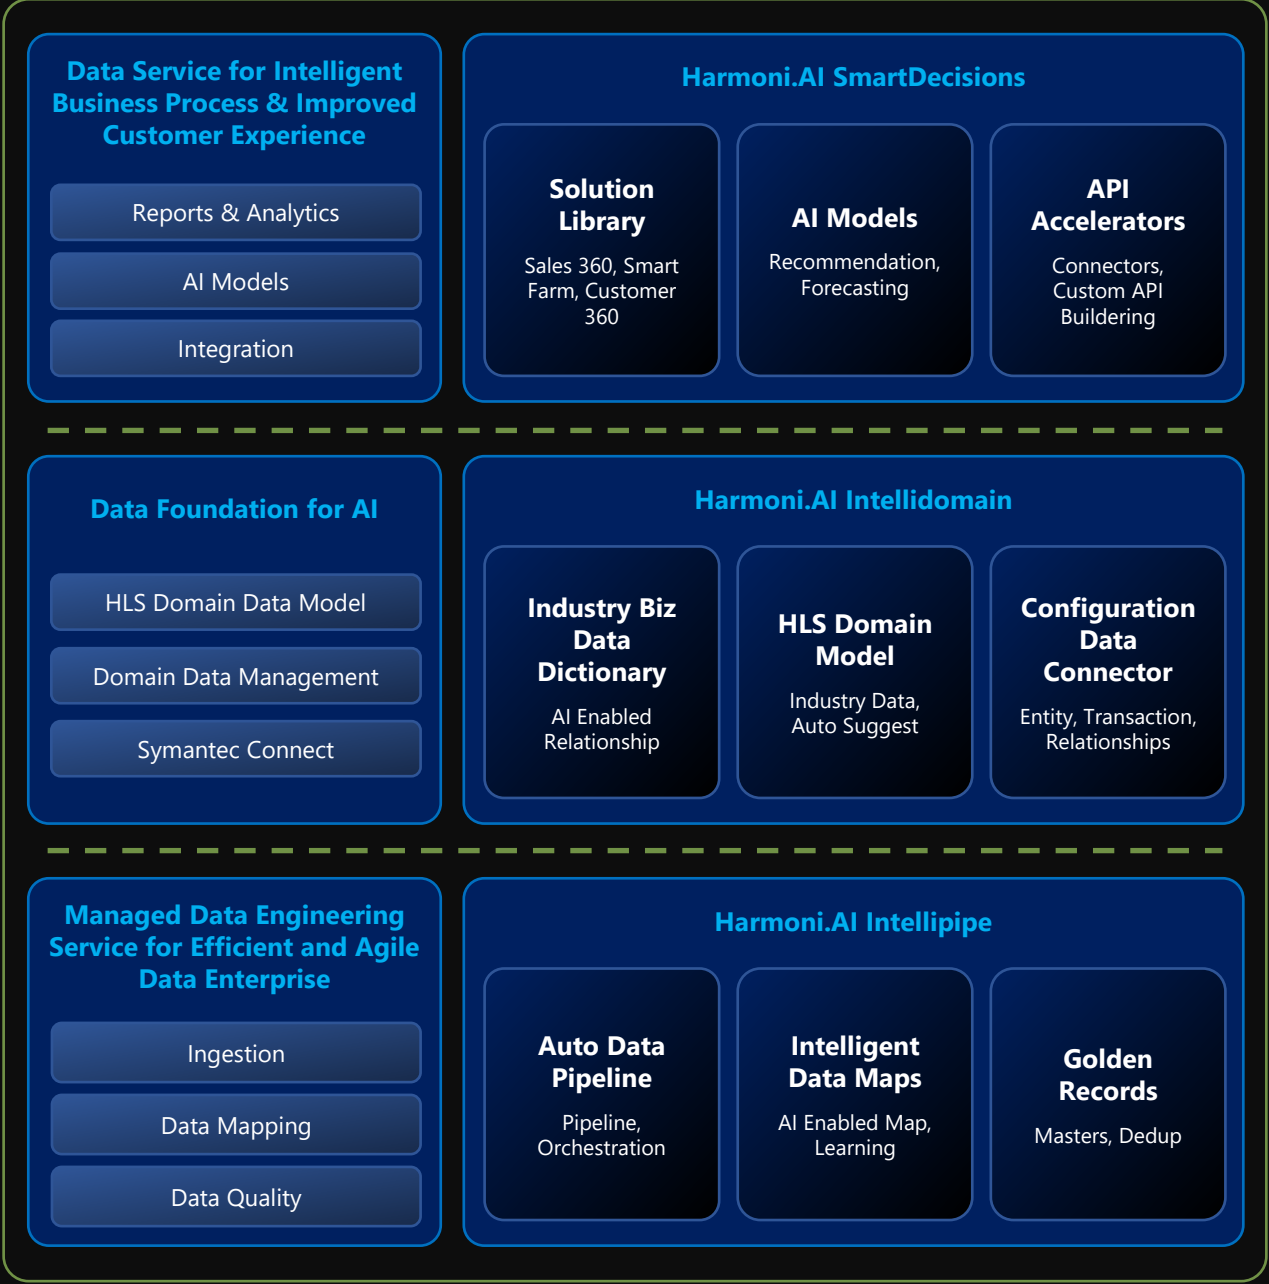 Data Service for Intelligent
Business Process & Improved
Customer Experience
Reports & Analytics
AI Models
Integration
Harmoni.AI SmartDecisions
Solution
Library
Sales 360, Smart
Farm, Customer
360
AI Models
Recommendation,
Forecasting
API
Accelerators
Connectors,
Custom API
Buildering
Data Foundation for AI
HLS Domain Data Model
Domain Data Management
Symantec Connect
Harmoni.AI Intellidomain
Industry Biz
Data
Dictionary
AI Enabled
Relationship
HLS Domain
Model
Industry Data,
Auto Suggest
Configuration
Data
Connector
Entity, Transaction,
Relationships
Managed Data Engineering
Service for Efficient and Agile
Data Enterprise
Ingestion
Data Mapping
Data Quality
Harmoni.AI Intellipipe
Auto Data
Pipeline
Pipeline,
Orchestration
Intelligent
Data Maps
AI Enabled Map,
Learning
Golden
Records
Masters, Dedup